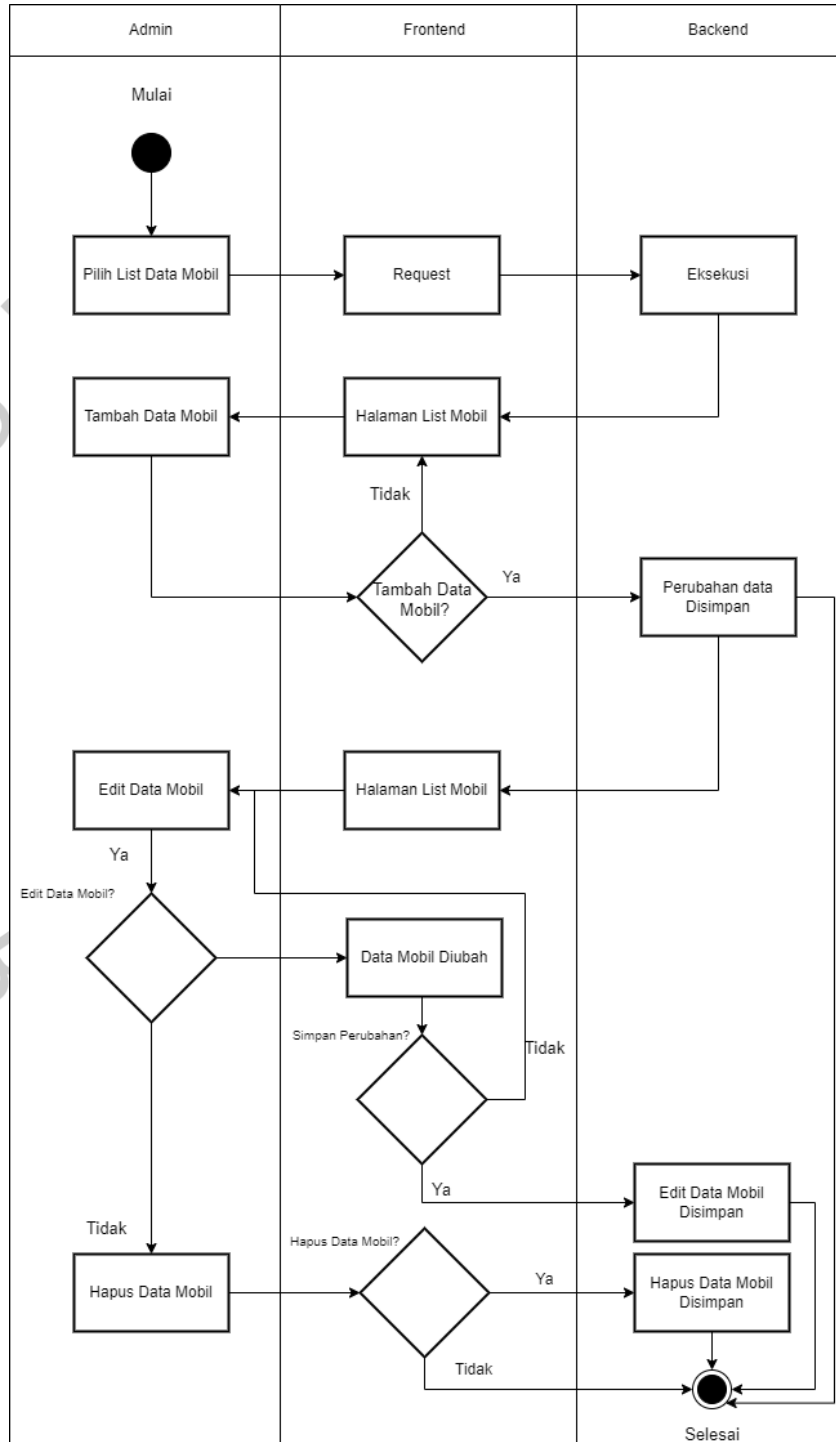 Admin
Frontend
Backend
Mulai
Pilih List Data Mobil
Request
Eksekusi
Tambah Data Mobil
Halaman List Mobil
Tidak
Tambah Data
Mobil?
Ya
Perubahan data
Disimpan
Edit Data Mobil
Halaman List Mobil
Ya
Edit Data Mobil?
Data Mobil Diubah
Simpan Perubahan?
Tidak
Ya
Edit Data Mobil
Disimpan
Tidak
Hapus Data Mobil?
Hapus Data Mobil
Ya
Hapus Data Mobil
Disimpan
Tidak
Selesai